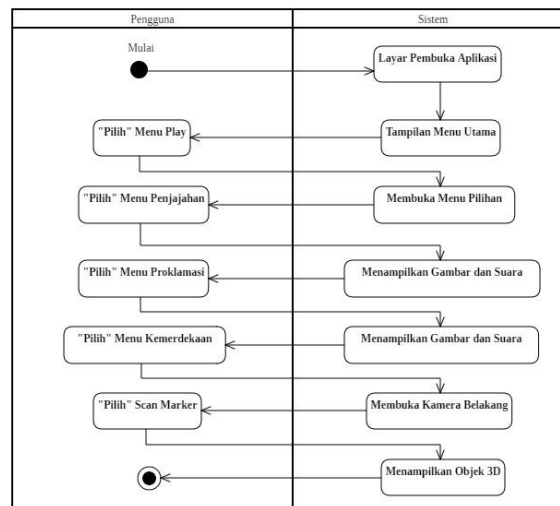 Pengguna
Sistem
Mulai
Layar Pembuka Aplikasi
"Pilih" Menu Play
Tampilan Menu Utama
"Pilih" Menu Penjajahan
Membuka Menu Pilihan
"Pilih" Menu Proklamasi
Menampilkan Gambar dan Suara
"Pilih" Menu Kemerdekaan
Menampilkan Gambar dan Suara
"Pilih" Scan Marker
Membuka Kamera Belakang
Menampilkan Objek 3D